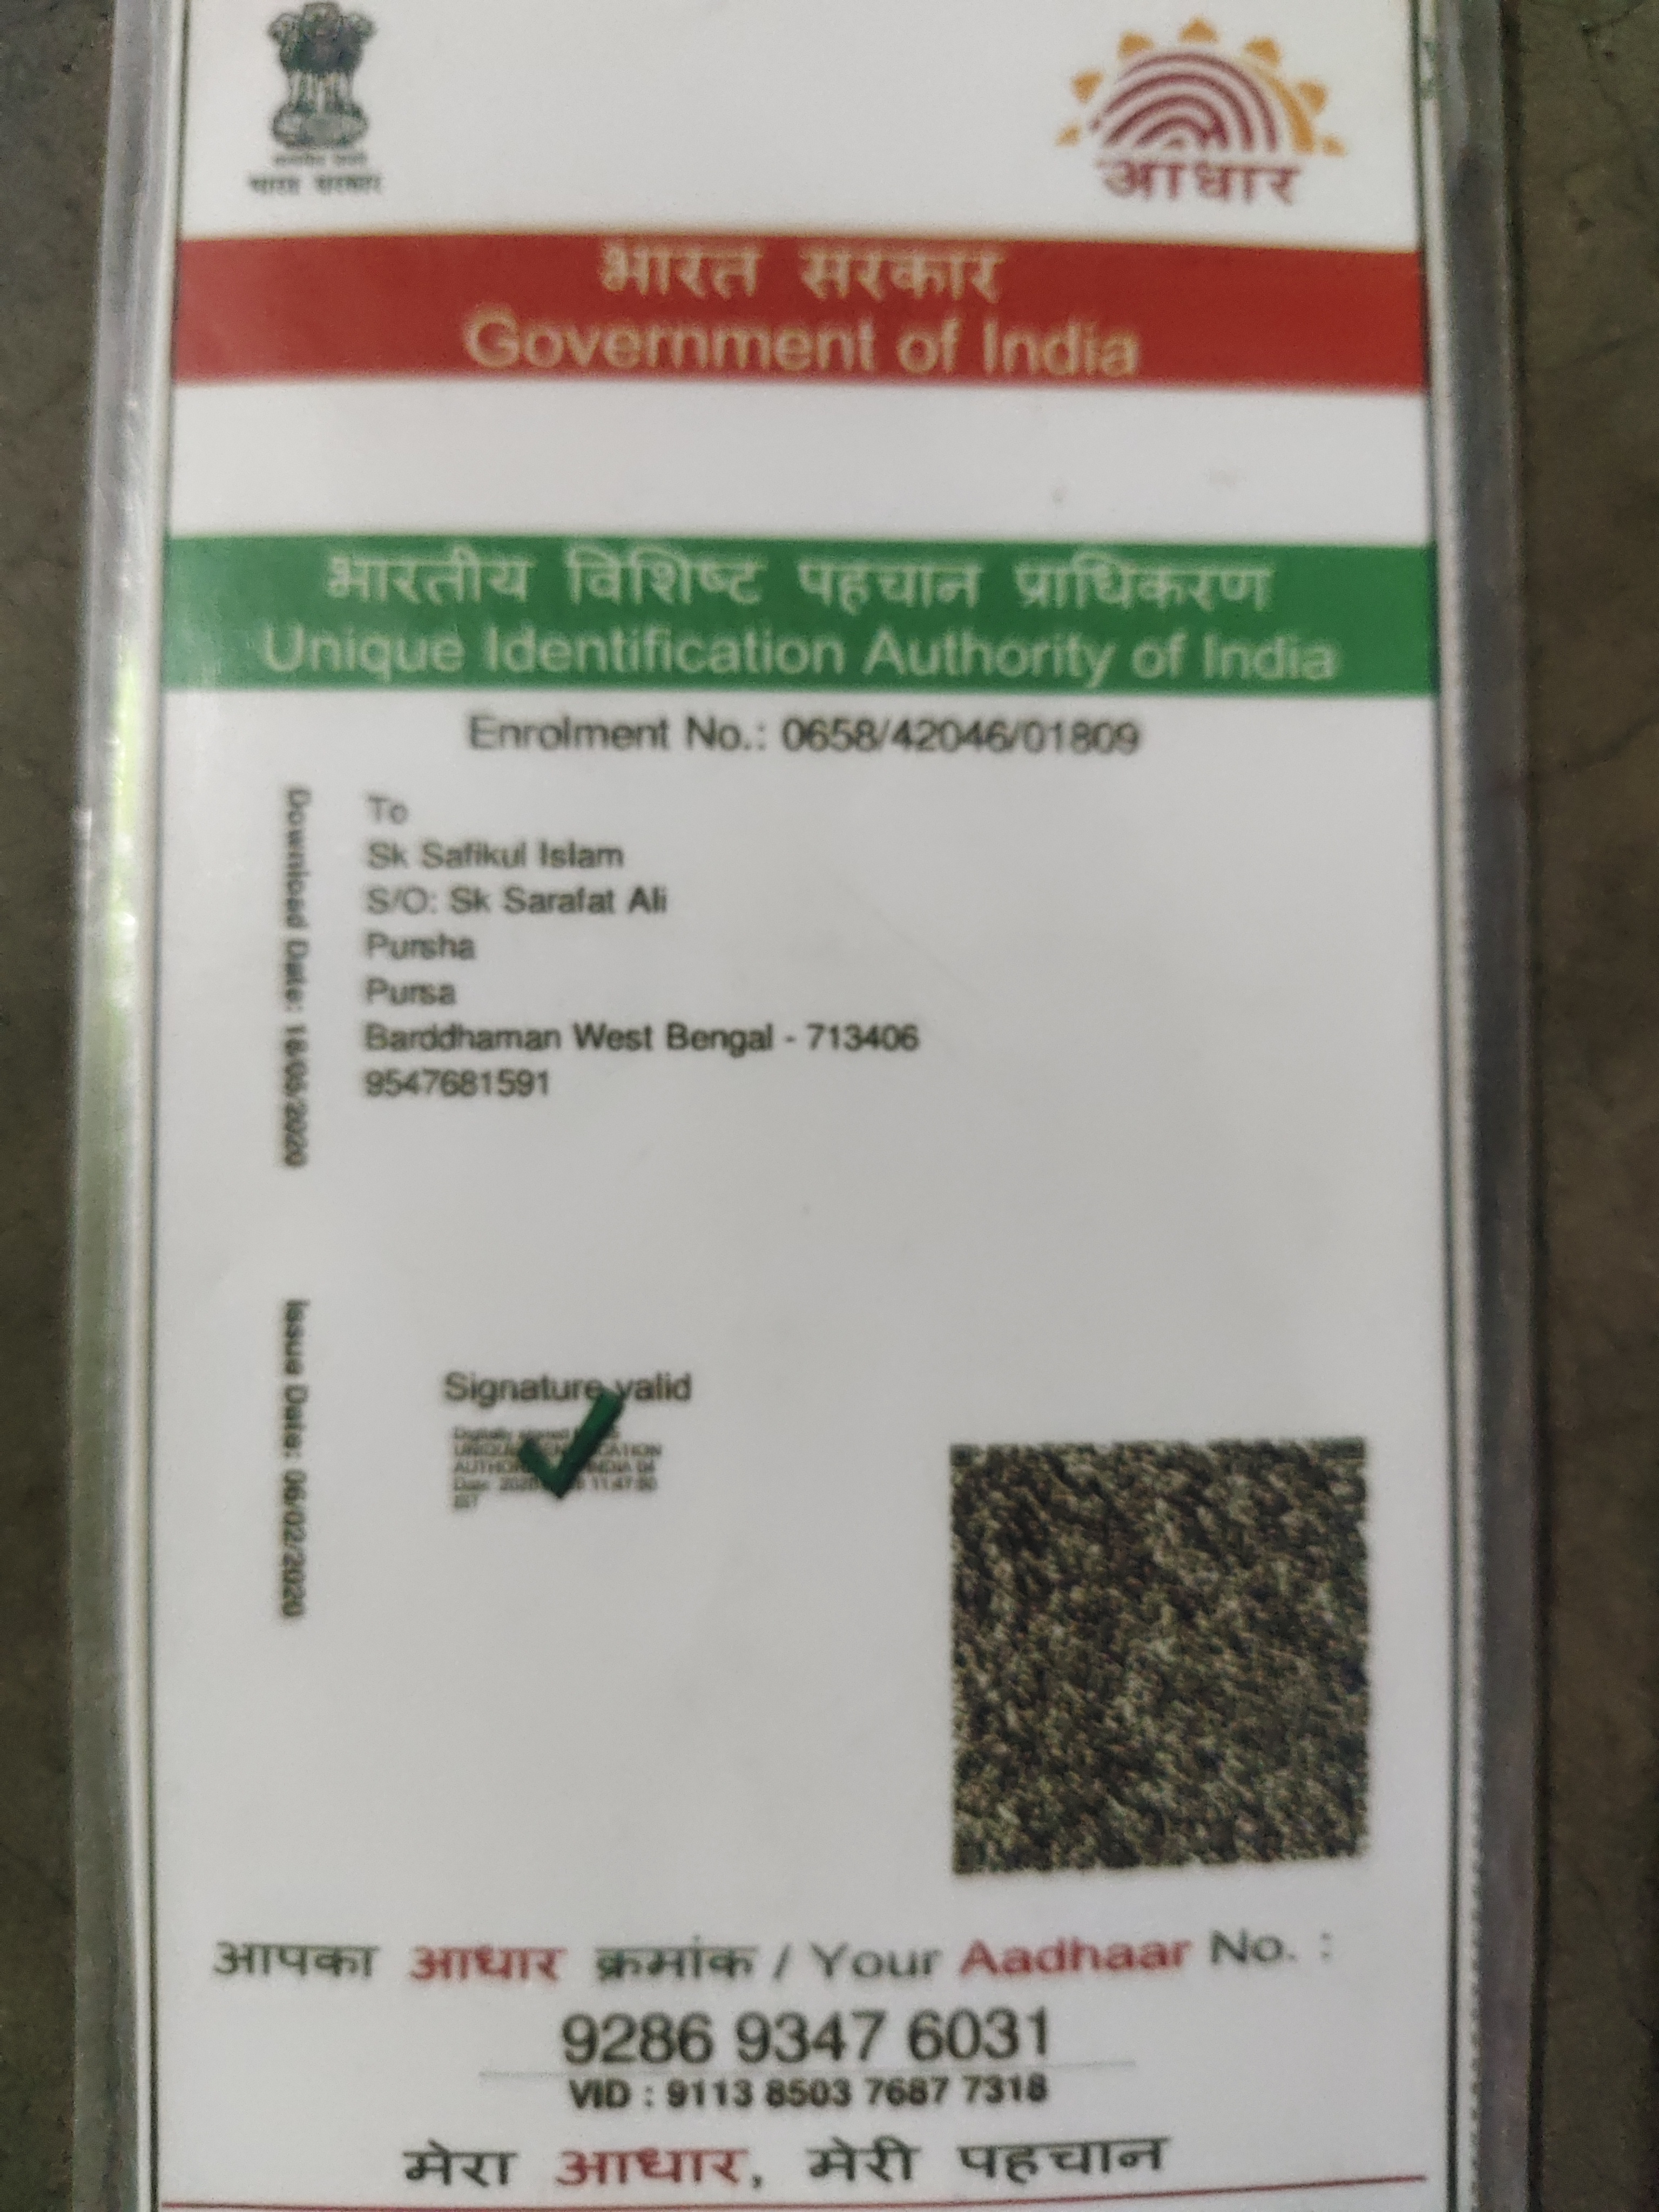 भारत सरकार
आधार
भारत सरकार
Government of India
भारतीय विशिष्ट पहचान प्राधिकरण
Unique Identification Authority of India
Enrolment No.: 0658/42046/01809
Download Date:
To
Sk Safikul Islam
S/O: Sk Sarafat Ali
Pursha
Pursa
Barddhaman West Bengal - 713406
9547681591
Issue Date: 06/02/2020
Signature valid
आपका आधार क्रमांक / Your Aadhaar No. :
9286 9347 6031
VID : 9113 8503 7687 7318
मेरा आधार, मेरी पहचान